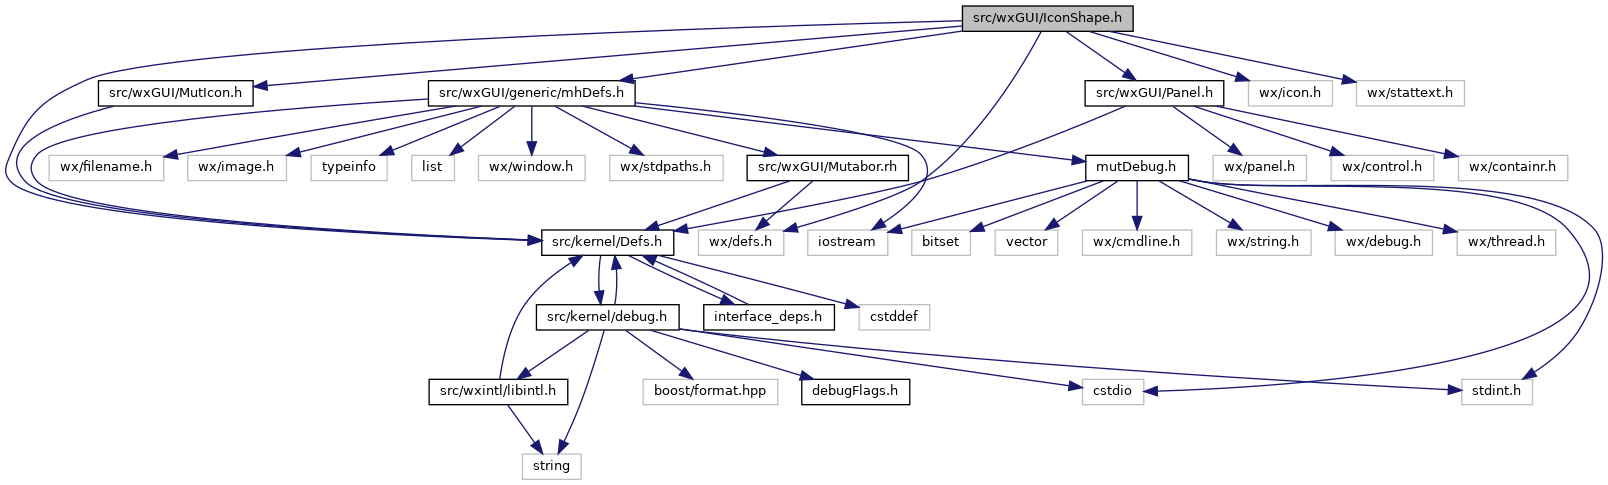 src/wxGUI/IconShape.h
src/wxGUI/MutIcon.h
src/wxGUI/generic/mhDefs.h
src/wxGUI/Panel.h
wx/icon.h
wx/stattext.h
wx/filename.h
wx/image.h
typeinfo
list
wx/window.h
wx/stdpaths.h
src/wxGUI/Mutabor.rh
mutDebug.h
wx/panel.h
wx/control.h
wx/containr.h
src/kernel/Defs.h
wx/defs.h
iostream
bitset
vector
wx/cmdline.h
wx/string.h
wx/debug.h
wx/thread.h
src/kernel/debug.h
interface_deps.h
cstddef
src/wxintl/libintl.h
boost/format.hpp
debugFlags.h
cstdio
stdint.h
string